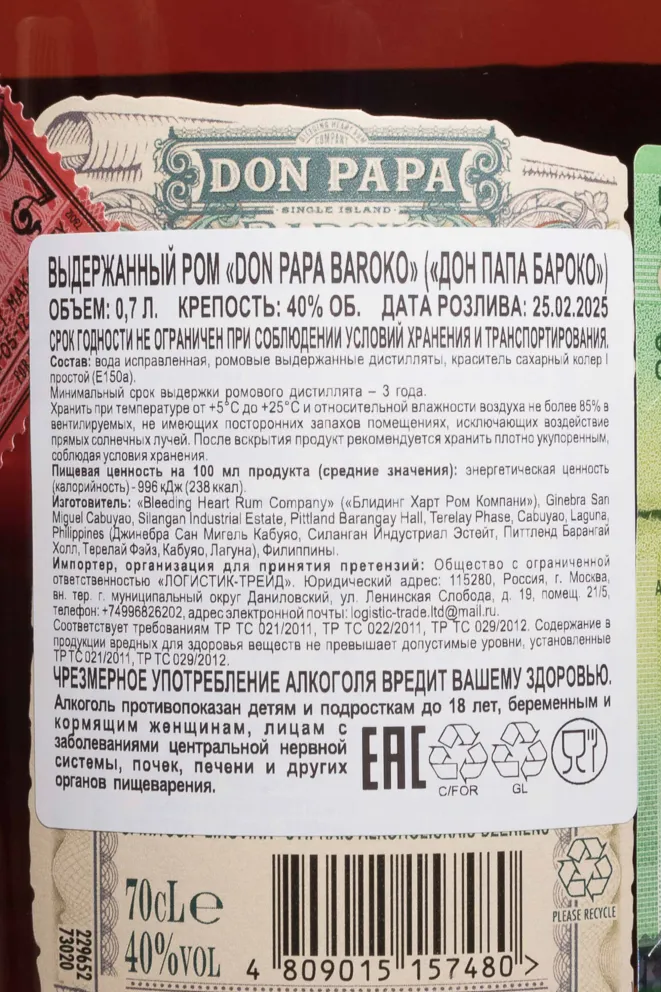 BLEEDING HEART RUM
COMPANY
DON PAPA
· SINGLE ISLAND ·
ВЫДЕРЖАННЫЙ РОМ «DON PAPA BAROKO» («ДОН ПАПА БАРОКО»)
ОБЪЕМ: 0,7 Л. КРЕПОСТЬ: 40% ОБ. ДАТА РОЗЛИВА: 25.02.2025
СРОК ГОДНОСТИ НЕ ОГРАНИЧЕН ПРИ СОБЛЮДЕНИИ УСЛОВИЙ ХРАНЕНИЯ И ТРАНСПОРТИРОВАНИЯ.
Состав: вода исправленная, ромовые выдержанные дистилляты, краситель сахарный колер I
простой (Е150а).
Минимальный срок выдержки ромового дистиллята – 3 года.
Хранить при температуре от +5°С до +25°С и относительной влажности воздуха не более 85% в
вентилируемых, не имеющих посторонних запахов помещениях, исключающих воздействие
прямых солнечных лучей. После вскрытия продукт рекомендуется хранить плотно укупоренным,
соблюдая условия хранения.
Пищевая ценность на 100 мл продукта (средние значения): энергетическая ценность
(калорийность) - 996 кДж (238 ккал).
Изготовитель: «Bleeding Heart Rum Company» («Блидинг Харт Ром Компани»), Ginebra San
Miguel Cabuyao, Silangan Industrial Estate, Pittland Barangay Hall, Terelay Phase, Cabuyao, Laguna,
Philippines (Джинебра Сан Мигель Кабуяо, Силанган Индустриал Эстейт, Питтленд Барангай
Холл, Терелай Фэйз, Кабуяо, Лагуна), Филиппины.
Импортер, организация для принятия претензий: Общество с ограниченной
ответственностью «ЛОГИСТИК-ТРЕЙД». Юридический адрес: 115280, Россия, г. Москва,
вн. тер. г. муниципальный округ Даниловский, ул. Ленинская Слобода, д. 19, помещ. 21/5,
телефон: +74996826202, адрес электронной почты: logistic-trade.ltd@mail.ru.
Соответствует требованиям ТР ТС 021/2011, ТР ТС 022/2011, ТР ТС 029/2012. Содержание в
продукции вредных для здоровья веществ не превышает допустимые уровни, установленные
ТР ТС 021/2011, ТР ТС 029/2012.
ЧРЕЗМЕРНОЕ УПОТРЕБЛЕНИЕ АЛКОГОЛЯ ВРЕДИТ ВАШЕМУ ЗДОРОВЬЮ.
Алкоголь противопоказан детям и подросткам до 18 лет, беременным и
кормящим женщинам, лицам с
заболеваниями центральной нервной
системы, почек, печени и других
органов пищеварения.
EAC
C/FOR
GL
70cLe
40%VOL
229652
73020
4 809015 157480 >
PLEASE RECYCLE